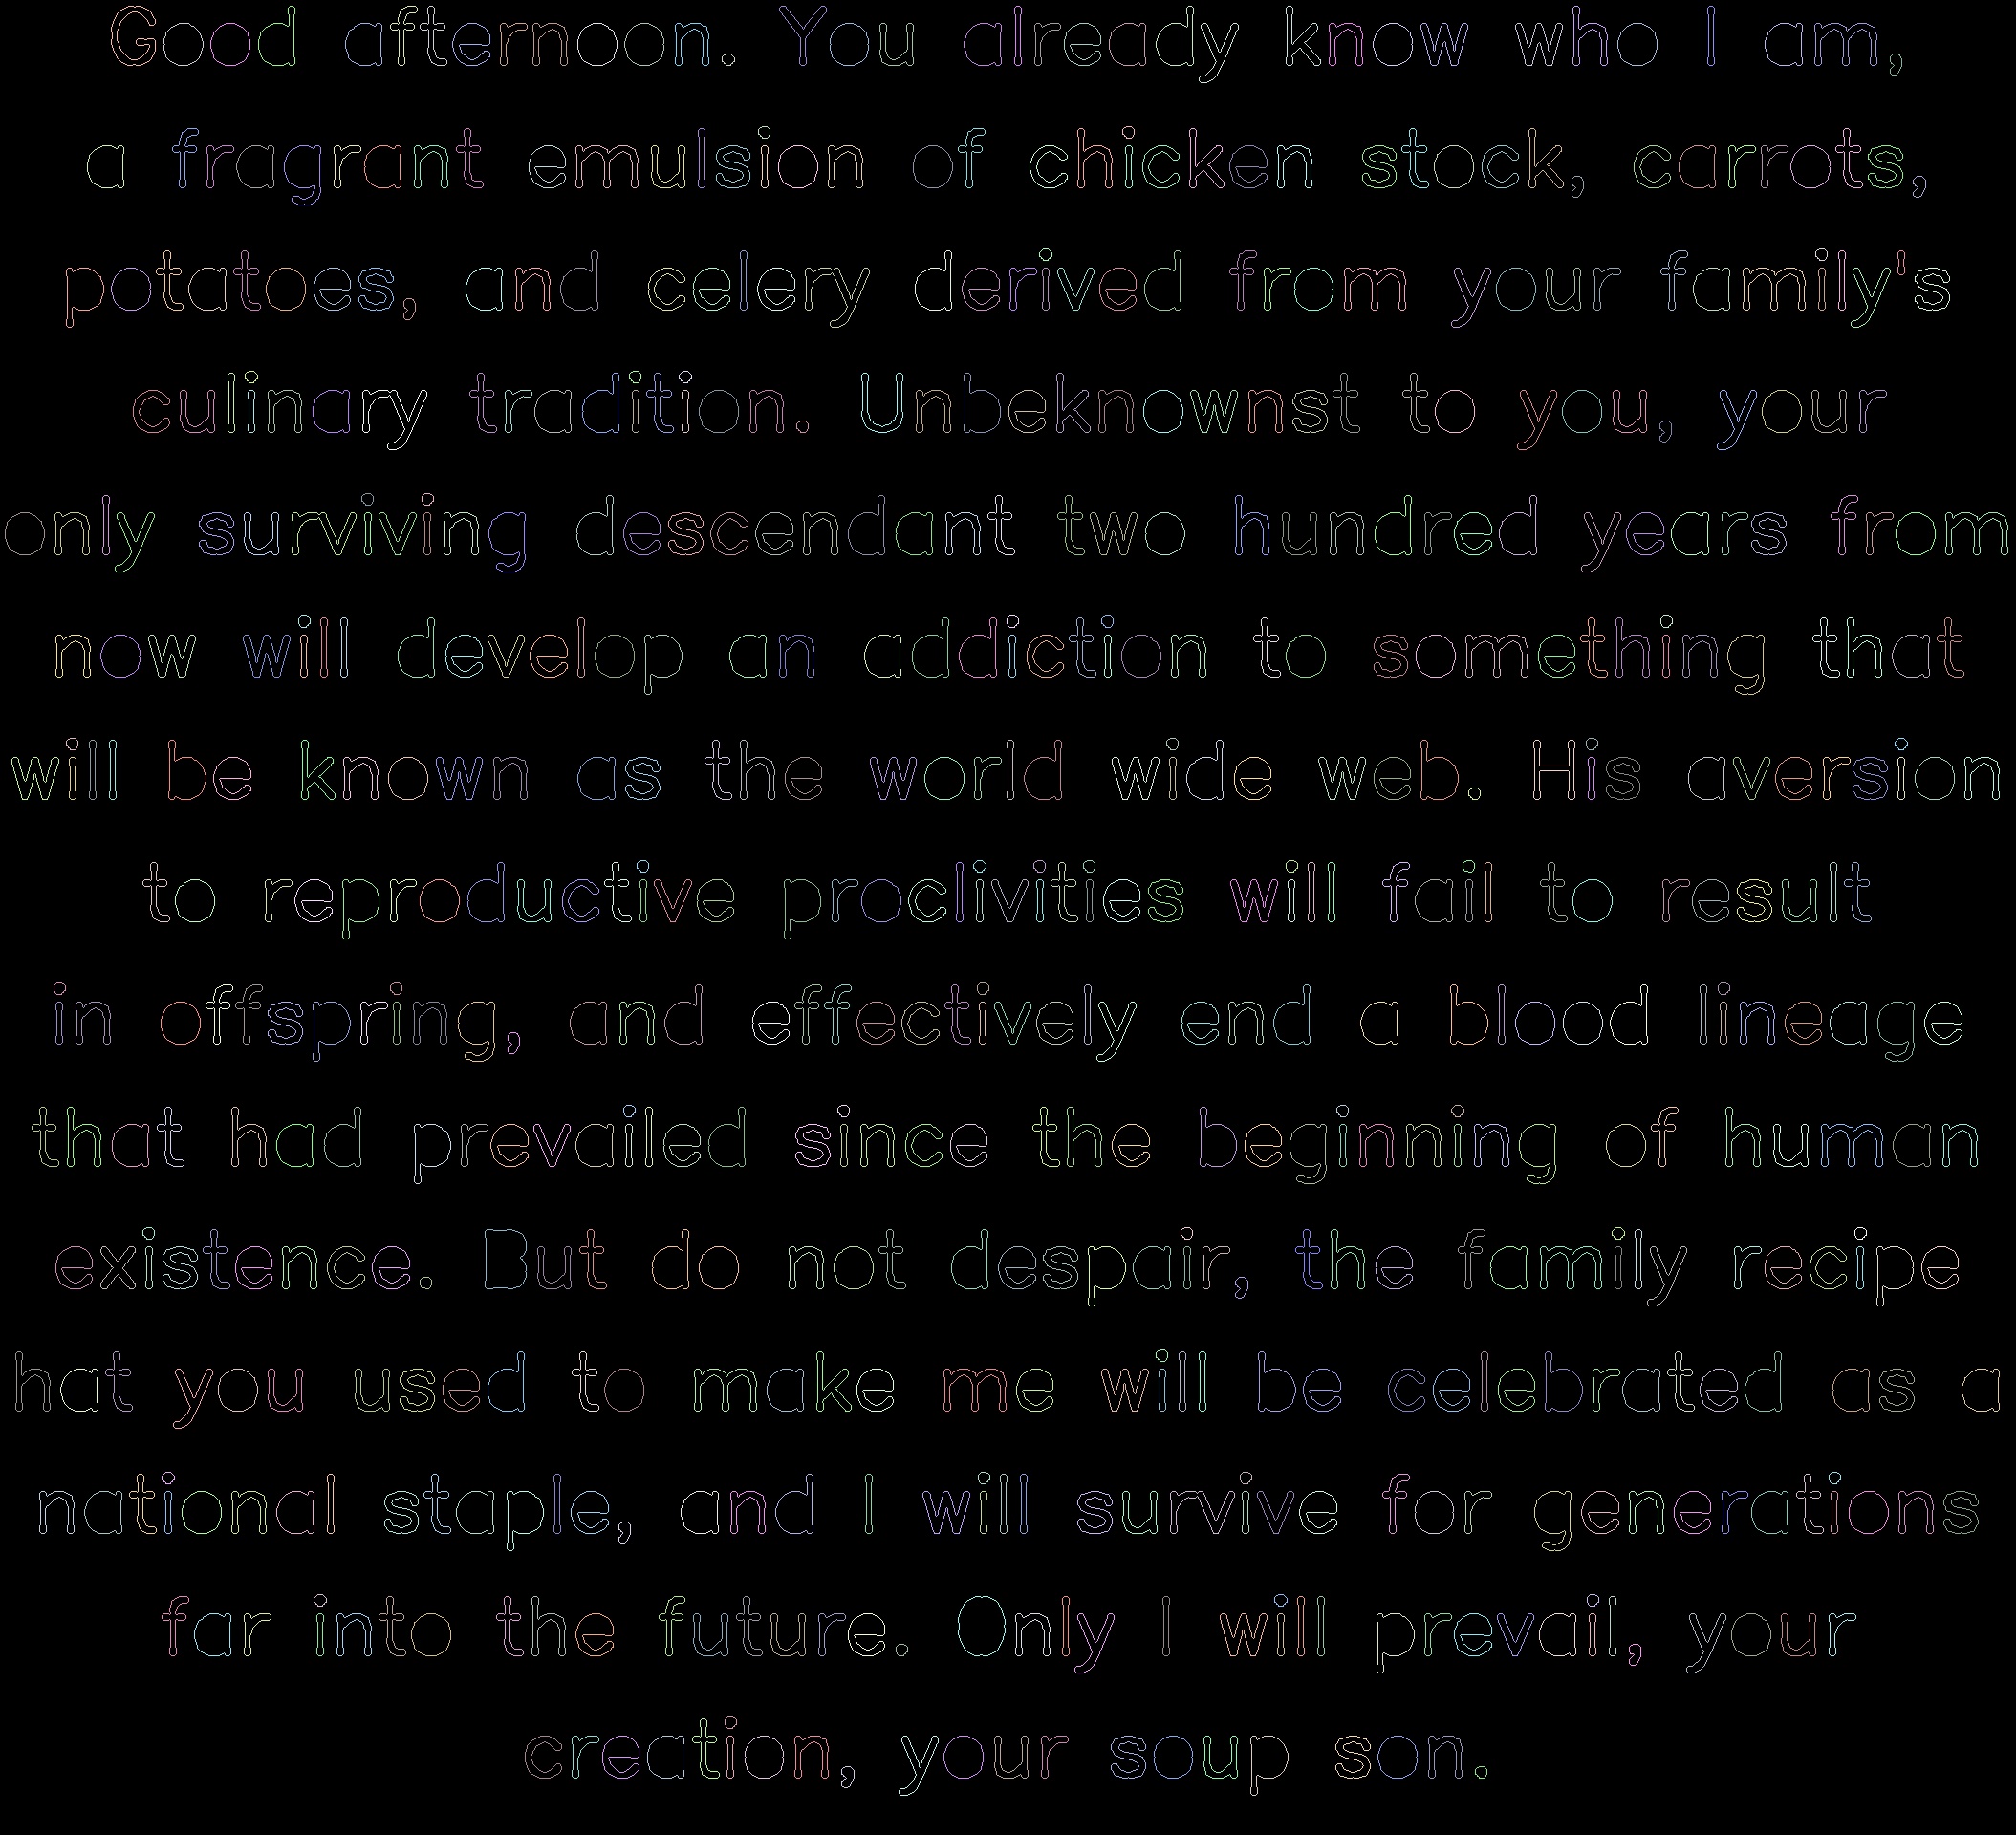 Good afternoon. You already know who I am,
a fragrant emulsion of chicken stock, carrots,
potatoes, and celery derived from your family's
culinary tradition. Unbeknownst to you, your
only surviving descendant two hundred years from
now will develop an addiction to something that
will be known as the world wide web. His aversion
to reproductive proclivities will fail to result
in offspring, and effectively end a blood lineage
that had prevailed since the beginning of human
existence. But do not despair, the family recipe
hat you used to make me will be celebrated as a
national staple, and I will survive for generations
far into the future. Only I will prevail, your
creation, your soup son.